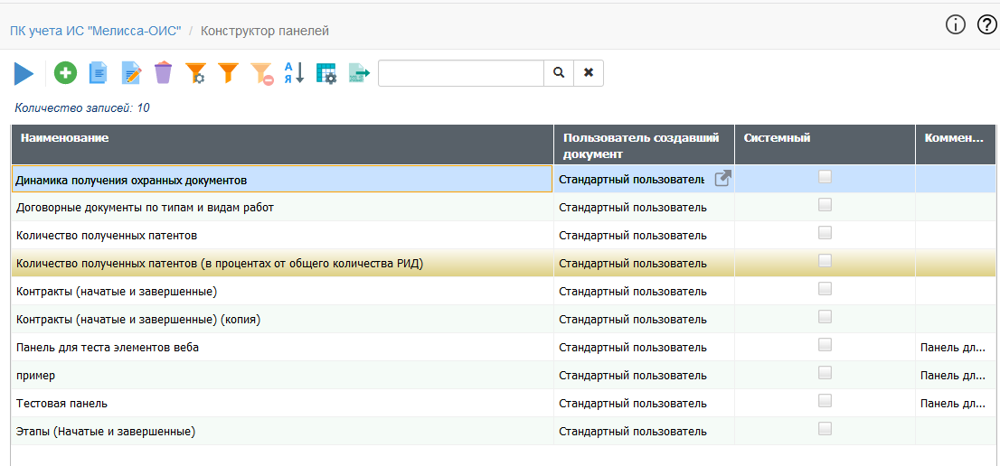 ПК учета ИС "Мелисса-ОИС" / Конструктор панелей
А
Я
Количество записей: 10
Наименование Пользователь создавший документ Системный Коммен...
Динамика получения охранных документов Стандартный пользователь
Договорные документы по типам и видам работ Стандартный пользователь
Количество полученных патентов Стандартный пользователь
Количество полученных патентов (в процентах от общего количества РИД) Стандартный пользователь
Контракты (начатые и завершенные) Стандартный пользователь
Контракты (начатые и завершенные) (копия) Стандартный пользователь
Панель для теста элементов веба Стандартный пользователь Панель дл...
пример Стандартный пользователь Панель дл...
Тестовая панель Стандартный пользователь Панель дл...
Этапы (Начатые и завершенные) Стандартный пользователь